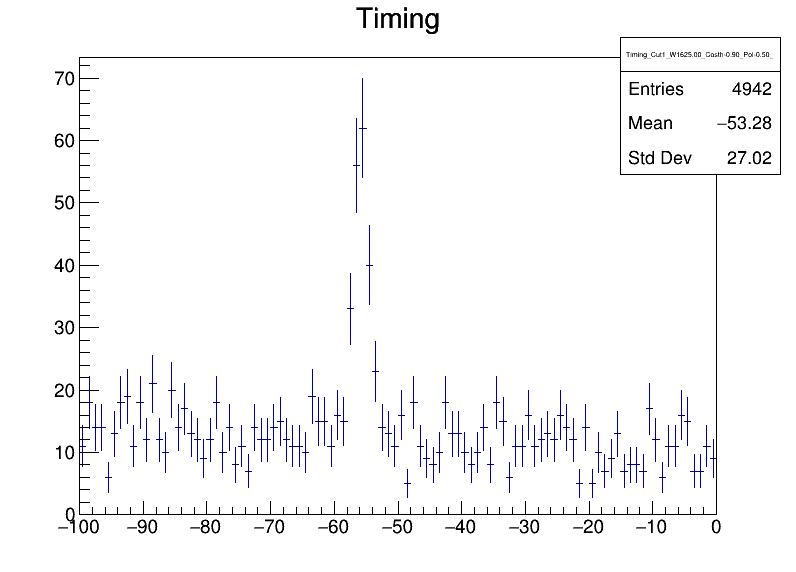 Timing
Timing_Cut1_W1625.00_Costh-0.90_Pol-0.50_
Entries 4942
Mean −53.28
Std Dev 27.02
70
60
50
40
30
20
10
0
−100 −90 −80 −70 −60 −50 −40 −30 −20 −10 0